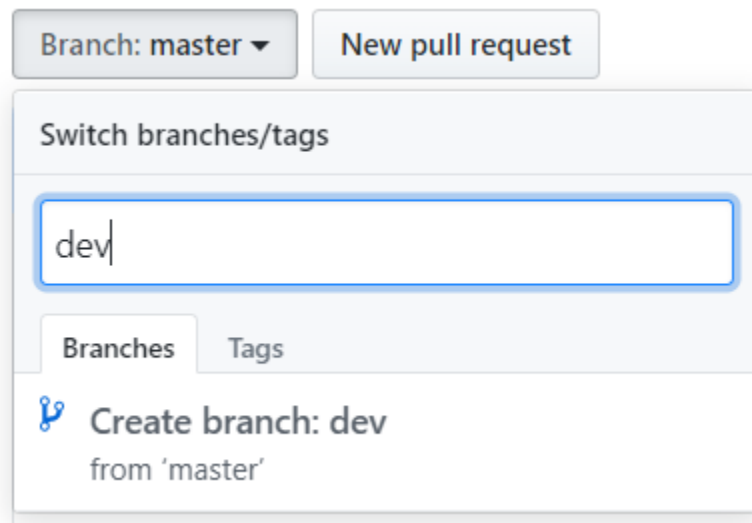 Branch: master New pull request
Switch branches/tags
dev
Branches Tags
Create branch: dev
from ‘master’